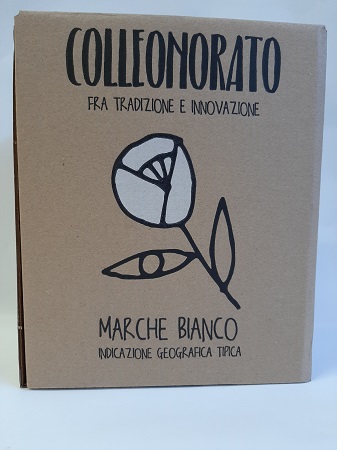 COLLEONORATO
FRA TRADIZIONE E INNOVAZIONE
MARCHE BIANCO
INDICAZIONE GEOGRAFICA TIPICA